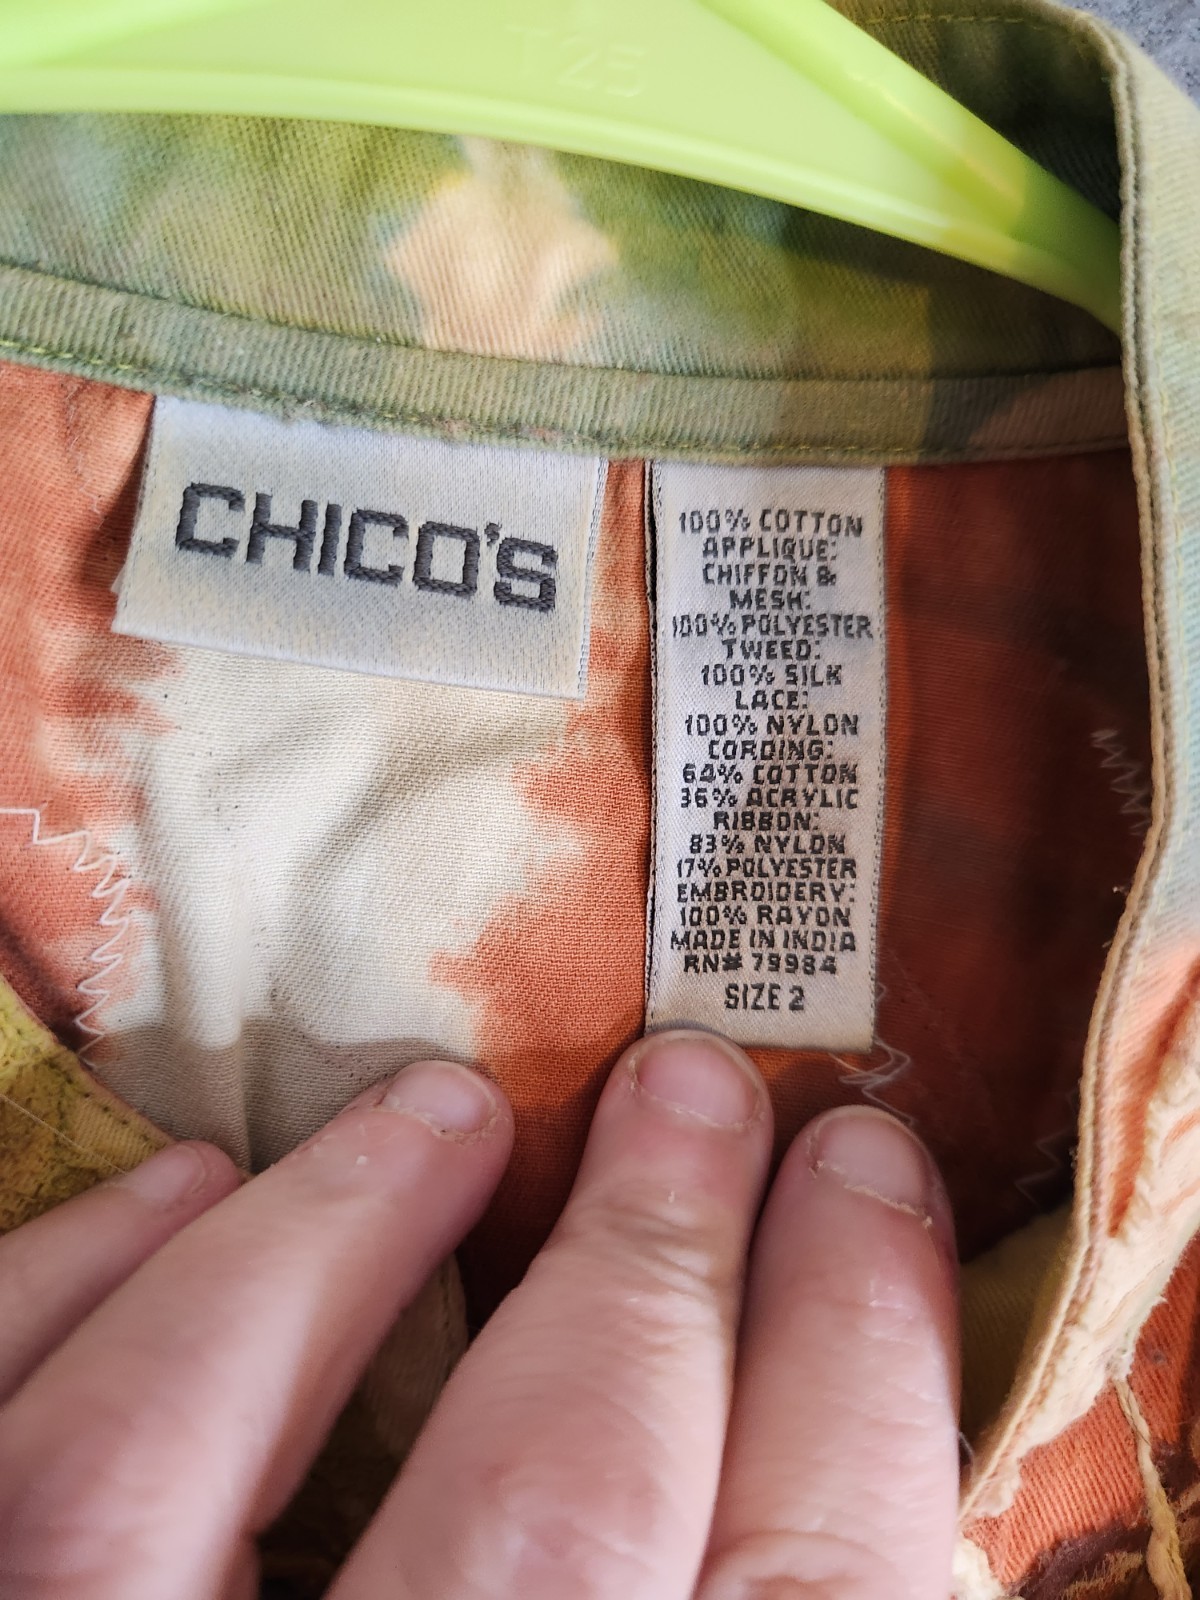 T25
CHICO'S
100% COTTON
APPLIQUE:
CHIFFON &
MESH:
100% POLYESTER
TWEED:
100% SILK
LACE:
100% NYLON
CORDING:
64% COTTON
36% ACRYLIC
RIBBON:
83% NYLON
17% POLYESTER
EMBROIDERY:
100% RAYON
MADE IN INDIA
RN# 79984
SIZE 2